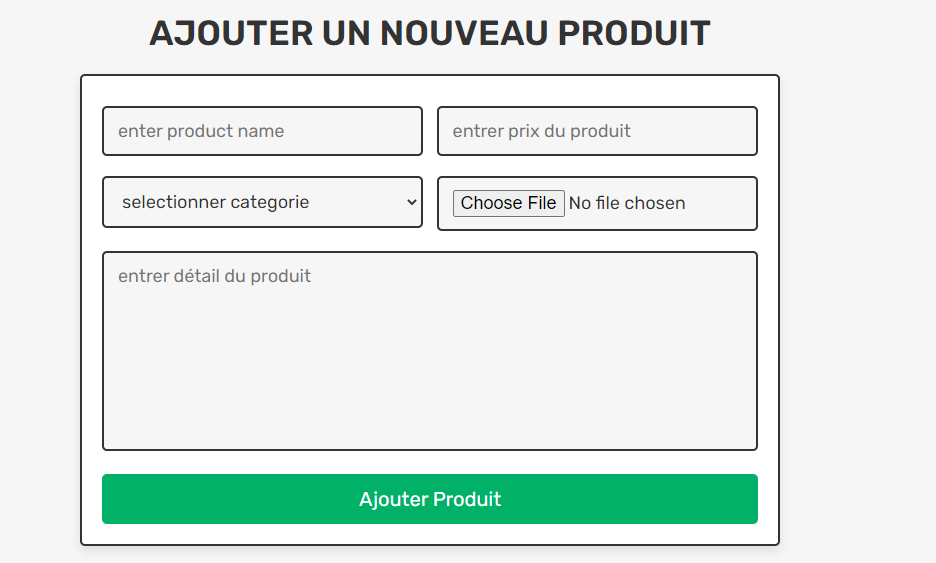 AJOUTER UN NOUVEAU PRODUIT
enter product name
entrer prix du produit
selectionner categorie
Choose File No file chosen
entrer détail du produit
Ajouter Produit